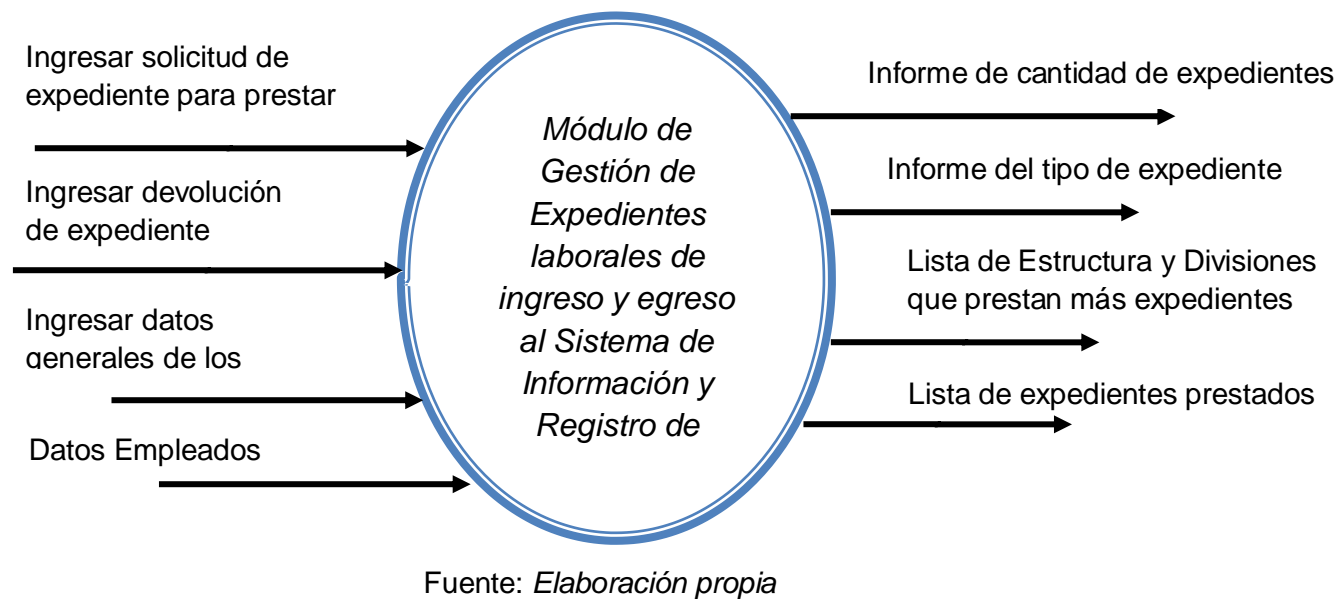 Ingresar solicitud de
expediente para prestar
Ingresar devolución
de expediente
Ingresar datos
generales de los
Datos Empleados
Módulo de
Gestión de
Expedientes
laborales de
ingreso y egreso
al Sistema de
Información y
Registro de
Informe de cantidad de expedientes
Informe del tipo de expediente
Lista de Estructura y Divisiones
que prestan más expedientes
Lista de expedientes prestados
Fuente: Elaboración propia